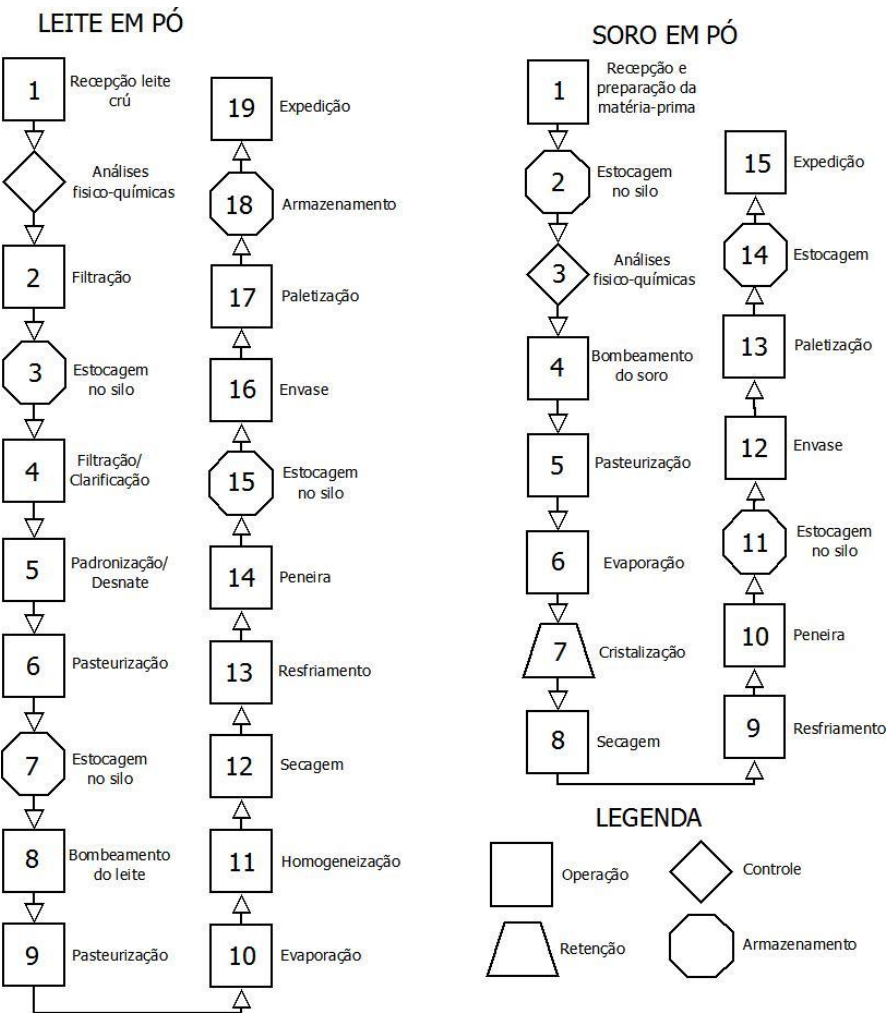 LEITE EM PÓ
1
Recepção leite
crú
Análises
fisico-químicas
2
Filtração
3
Estocagem
no silo
4
Filtração/
Clarificação
5
Padronização/
Desnate
6
Pasteurização
7
Estocagem
no silo
8
Bombeamento
do leite
9
Pasteurização
10
Evaporação
11
Homogeneização
12
Secagem
13
Resfriamento
14
Peneira
15
Estocagem
no silo
16
Envase
17
Paletização
18
Armazenamento
19
Expedição
SORO EM PÓ
1
Recepção e
preparação da
matéria-prima
2
Estocagem
no silo
3
Análises
fisico-químicas
4
Bombeamento
do soro
5
Pasteurização
6
Evaporação
7
Cristalização
8
Secagem
9
Resfriamento
10
Peneira
11
Estocagem
no silo
12
Envase
13
Paletização
14
Estocagem
15
Expedição
LEGENDA
Operação
Controle
Retenção
Armazenamento